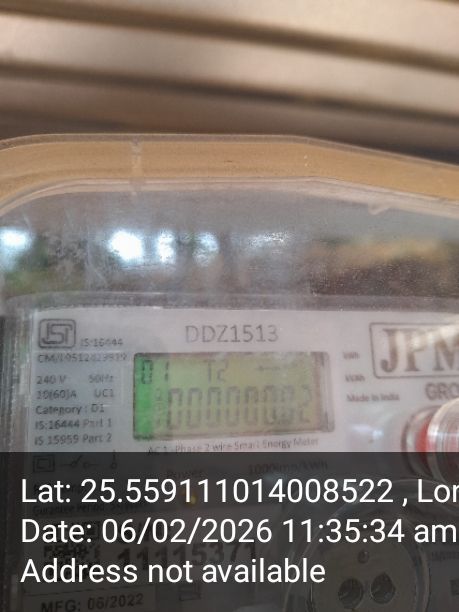 IS:16444
DDZ1513
240 V 50Hz
10(60)A UC1
Category : D1
IS:16444 Part 1
IS 15959 Part 2
01 T2
kWh
kVAh
JPM
GRO
Made in India
AC 1-Phase 2 wire Smart Energy Meter
Lat: 25.559111014008522 , Lon
Date: 06/02/2026 11:35:34 am
Address not available
MFG: 06/2022